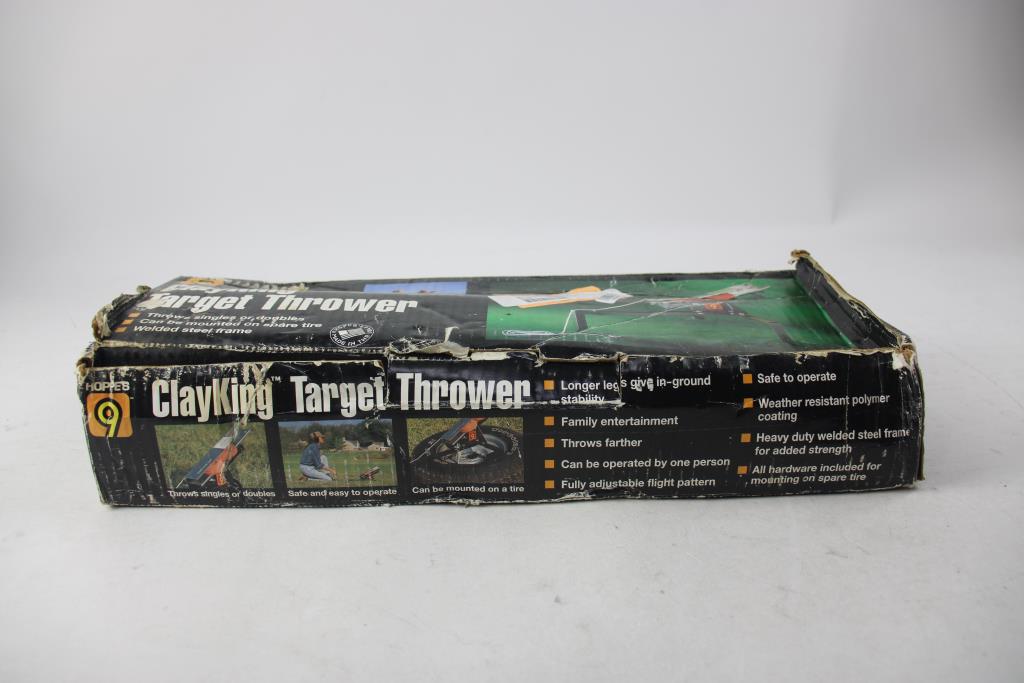 Target Thrower
Throws singles or doubles
Can be mounted on spare tire
Welded steel frame
HOPPE'S
9
ClayKing™ Target Thrower
Throws singles or doubles
Safe and easy to operate
Can be mounted on a tire
Longer legs give in-ground
stability
Family entertainment
Throws farther
Can be operated by one person
Fully adjustable flight pattern
Safe to operate
Weather resistant polymer
coating
Heavy duty welded steel frame
for added strength
All hardware included for
mounting on spare tire